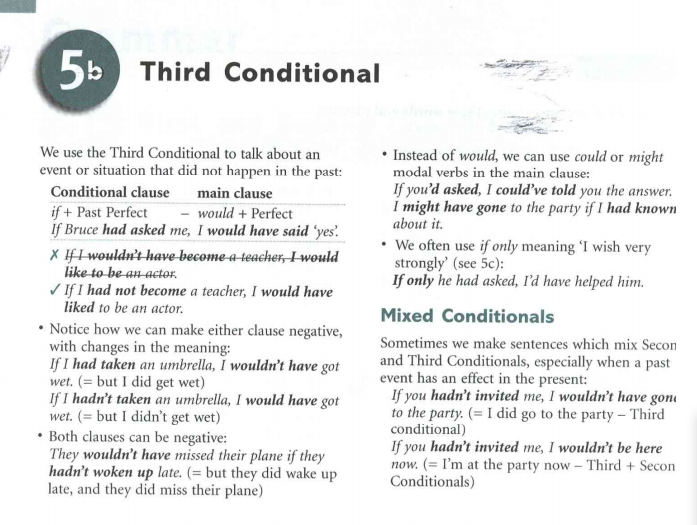 5b Third Conditional
We use the Third Conditional to talk about an
event or situation that did not happen in the past:
Conditional clause main clause
if + Past Perfect – would + Perfect
If Bruce had asked me, I would have said ‘yes’.
✗ If I wouldn’t have become a teacher, I would
like to be an actor.
✓ If I had not become a teacher, I would have
liked to be an actor.
• Notice how we can make either clause negative,
with changes in the meaning:
If I had taken an umbrella, I wouldn’t have got
wet. (= but I did get wet)
If I hadn’t taken an umbrella, I would have got
wet. (= but I didn’t get wet)
• Both clauses can be negative:
They wouldn’t have missed their plane if they
hadn’t woken up late. (= but they did wake up
late, and they did miss their plane)
• Instead of would, we can use could or might
modal verbs in the main clause:
If you’d asked, I could’ve told you the answer.
I might have gone to the party if I had known
about it.
• We often use if only meaning ‘I wish very
strongly’ (see 5c):
If only he had asked, I’d have helped him.
Mixed Conditionals
Sometimes we make sentences which mix Secon
and Third Conditionals, especially when a past
event has an effect in the present:
If you hadn’t invited me, I wouldn’t have gone
to the party. (= I did go to the party – Third
conditional)
If you hadn’t invited me, I wouldn’t be here
now. (= I’m at the party now – Third + Secon
Conditionals)